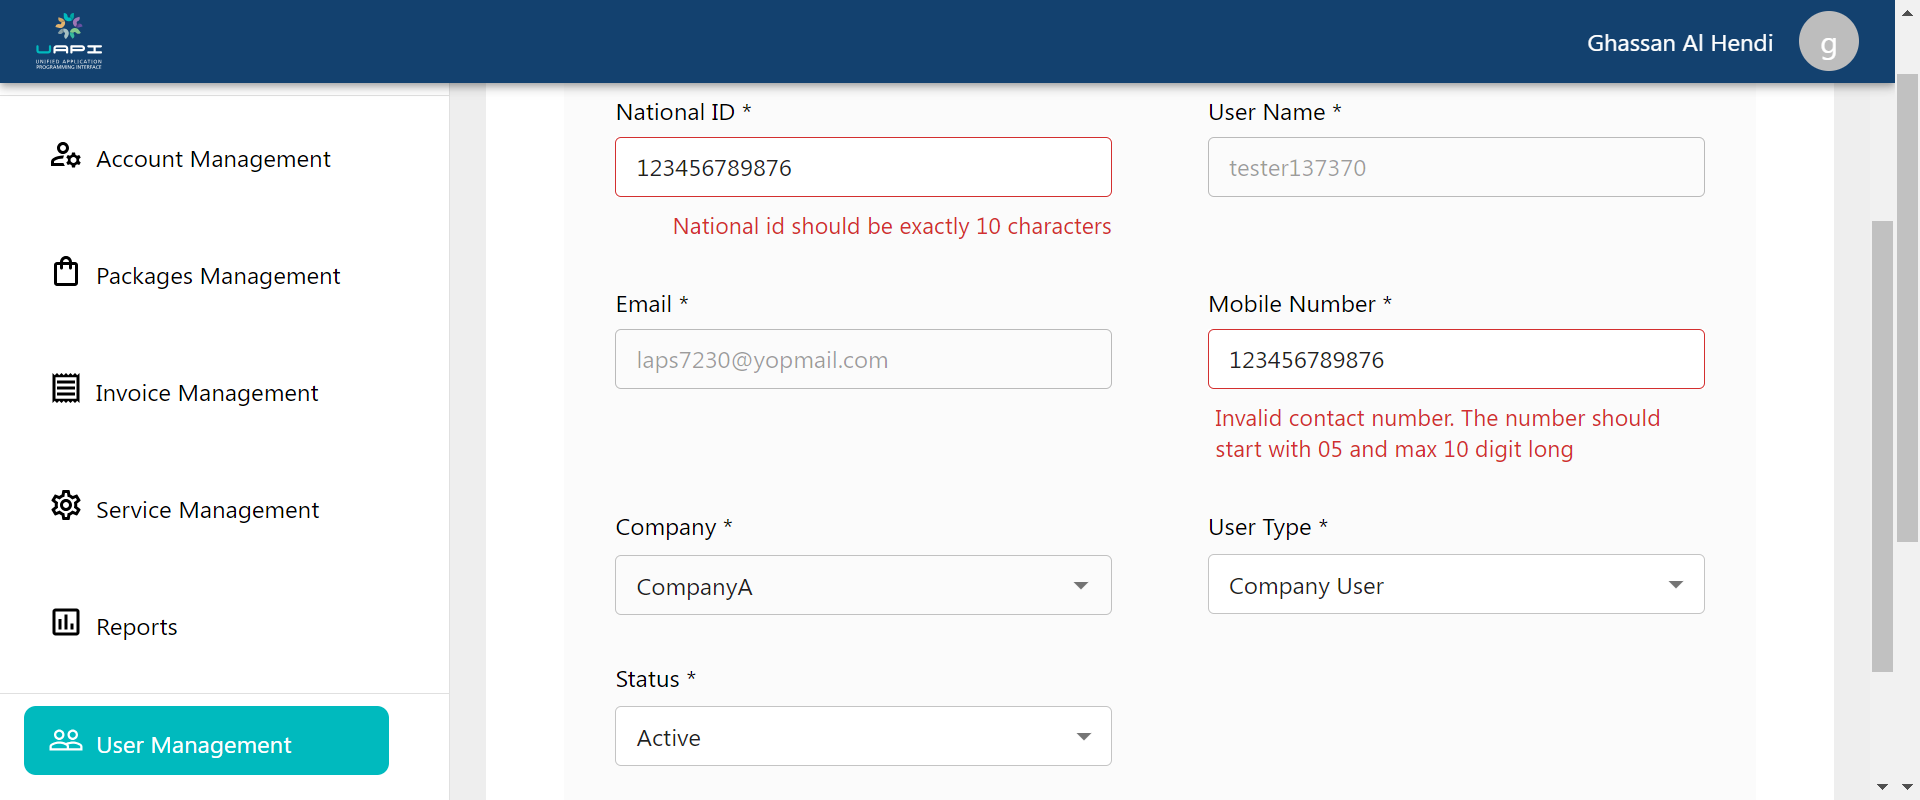 UAPI
UNIFIED APPLICATION
PROGRAMMING INTERFACE
Ghassan Al Hendi
g
Account Management
Packages Management
Invoice Management
Service Management
Reports
User Management
National ID *
123456789876
National id should be exactly 10 characters
User Name *
tester137370
Email *
laps7230@yopmail.com
Mobile Number *
123456789876
Invalid contact number. The number should
start with 05 and max 10 digit long
Company *
CompanyA
User Type *
Company User
Status *
Active